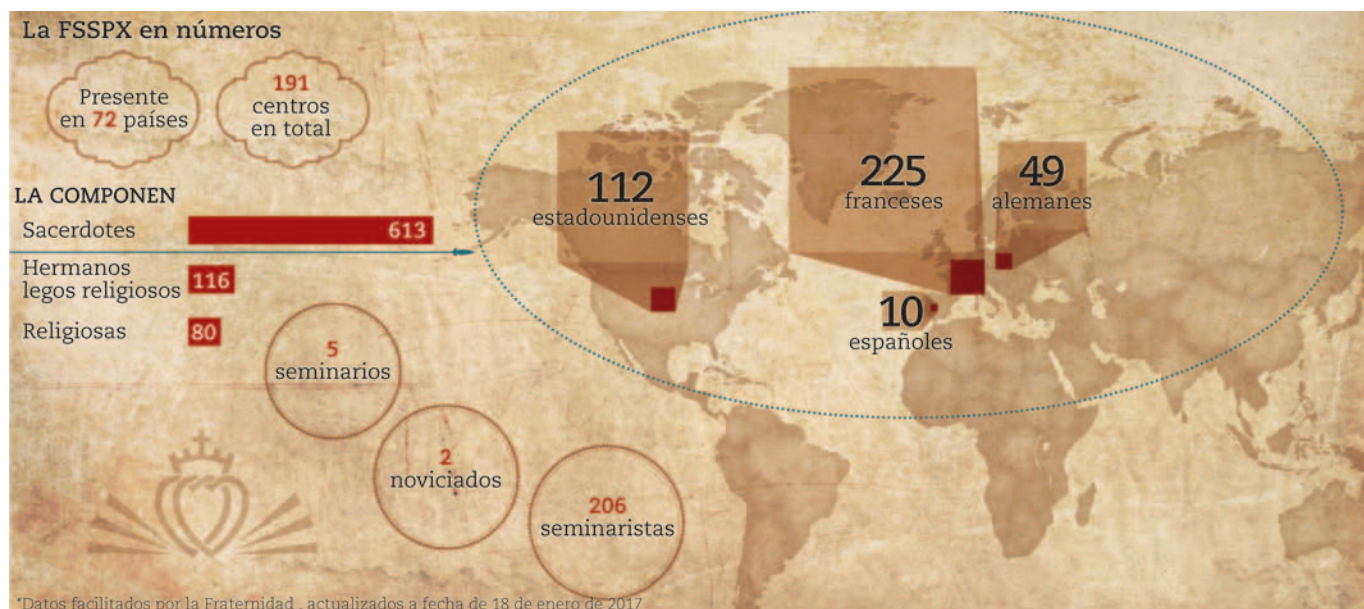 La FSSPX en números
Presente
en 72 países
191
centros
en total
LA COMPONEN
Sacerdotes
613
Hermanos
legos religiosos
116
Religiosas
80
5
seminarios
2
noviciados
206
seminaristas
112
estadounidenses
225
franceses
49
alemanes
10
españoles
*Datos facilitados por la Fraternidad , actualizados a fecha de 18 de enero de 2017